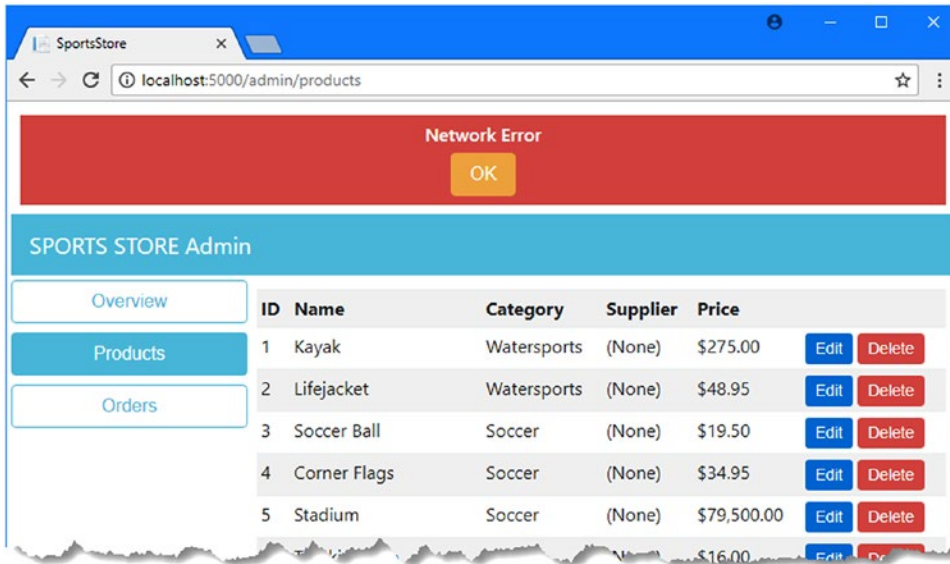 SportsStore
localhost:5000/admin/products
Network Error
OK
SPORTS STORE Admin
Overview
Products
Orders
ID Name Category Supplier Price
1 Kayak Watersports (None) $275.00 Edit Delete
2 Lifejacket Watersports (None) $48.95 Edit Delete
3 Soccer Ball Soccer (None) $19.50 Edit Delete
4 Corner Flags Soccer (None) $34.95 Edit Delete
5 Stadium Soccer (None) $79,500.00 Edit Delete
$16.00 Edit